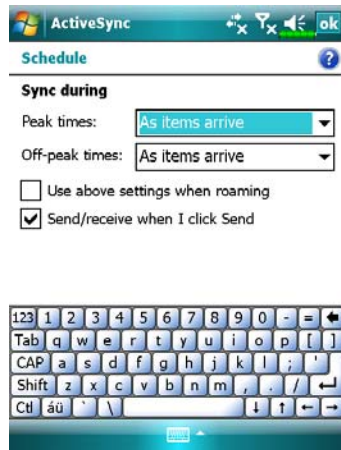 ActiveSync ok
Schedule ?
Sync during
Peak times: As items arrive
Off-peak times: As items arrive
Use above settings when roaming
Send/receive when I click Send
123 1 2 3 4 5 6 7 8 9 0 - =
Tab q w e r t y u i o p [ ]
CAP a s d f g h j k l ; '
Shift z x c v b n m , . /
Ctl áü ` \